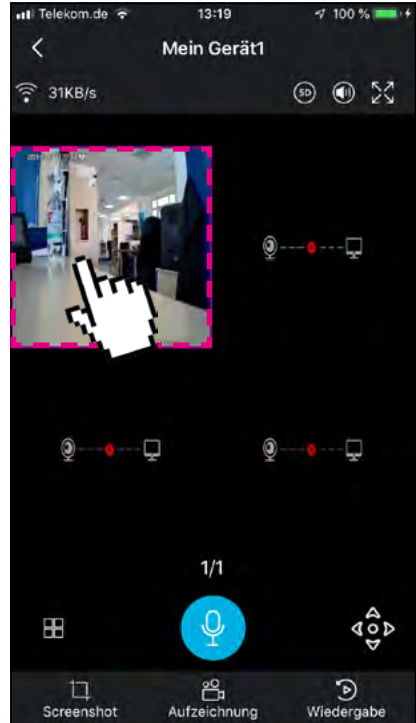 Telekom.de 13:19 100 %
Mein Gerät1
31KB/s SD
1/1
Screenshot Aufzeichnung Wiedergabe